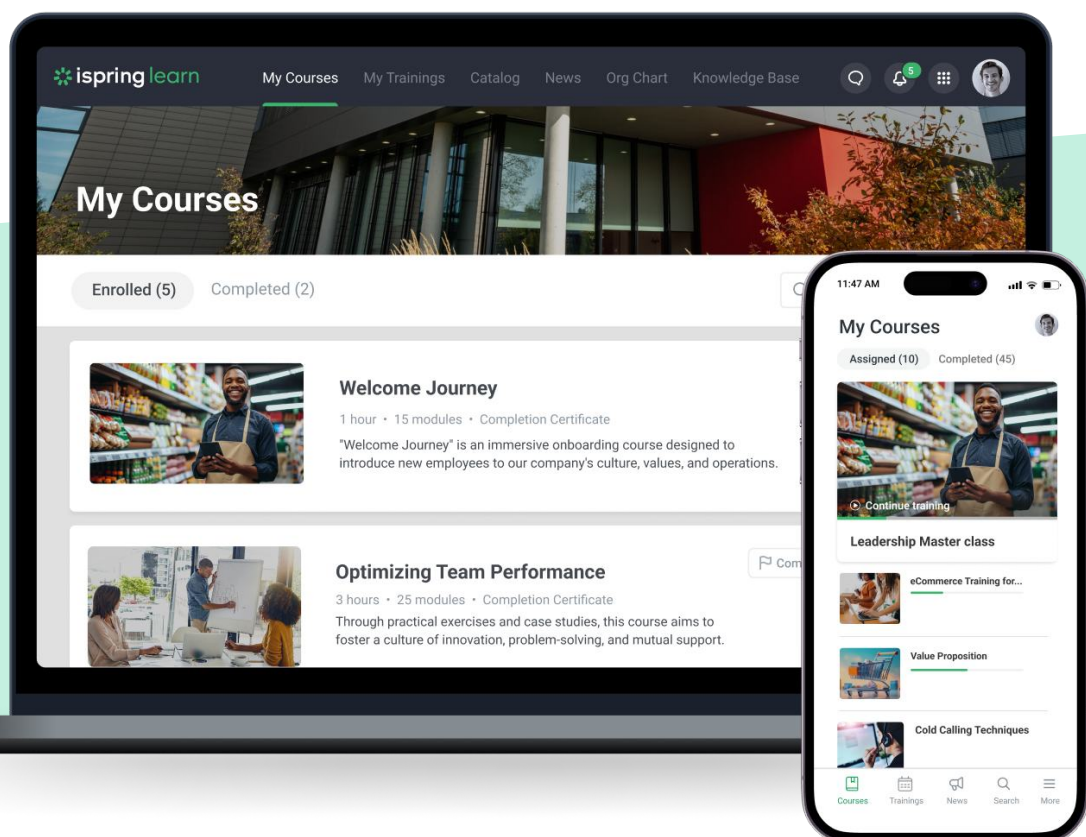 ispring learn
My Courses
My Trainings
Catalog
News
Org Chart
Knowledge Base
5
My Courses
Enrolled (5)
Completed (2)
Welcome Journey
1 hour • 15 modules • Completion Certificate
"Welcome Journey" is an immersive onboarding course designed to
introduce new employees to our company's culture, values, and operations.
Optimizing Team Performance
Com
3 hours • 25 modules • Completion Certificate
Through practical exercises and case studies, this course aims to
foster a culture of innovation, problem-solving, and mutual support.
11:47 AM
My Courses
Assigned (10)
Completed (45)
Continue training
Leadership Master class
eCommerce Training for...
Value Proposition
Cold Calling Techniques
Courses
Trainings
News
Search
More